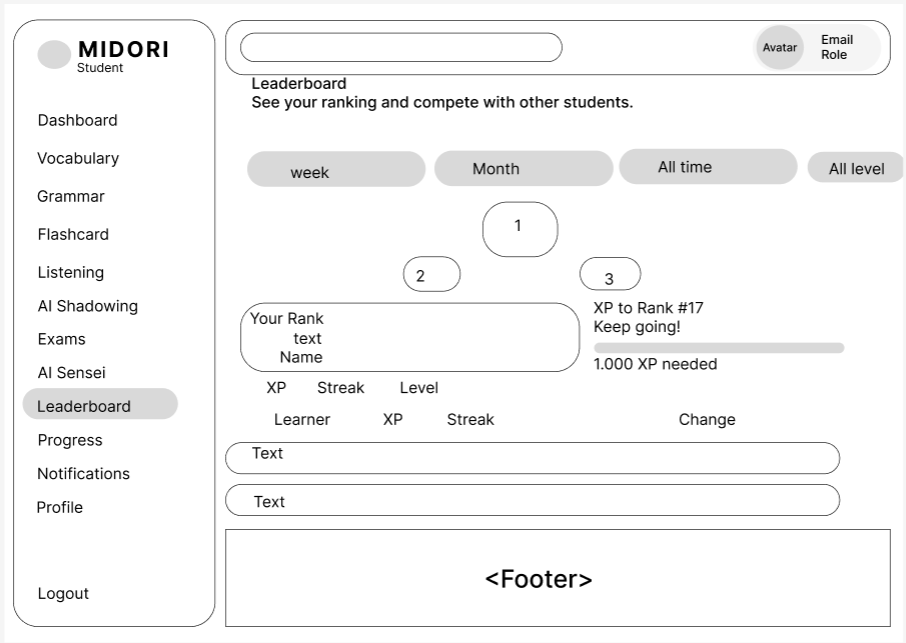 MIDORI
Student
Dashboard
Vocabulary
Grammar
Flashcard
Listening
AI Shadowing
Exams
AI Sensei
Leaderboard
Progress
Notifications
Profile
Logout
Avatar
Email
Role
Leaderboard
See your ranking and compete with other students.
week
Month
All time
All level
1
2
3
Your Rank
text
Name
XP to Rank #17
Keep going!
1.000 XP needed
XP Streak Level
Learner XP Streak Change
Text
Text
<Footer>